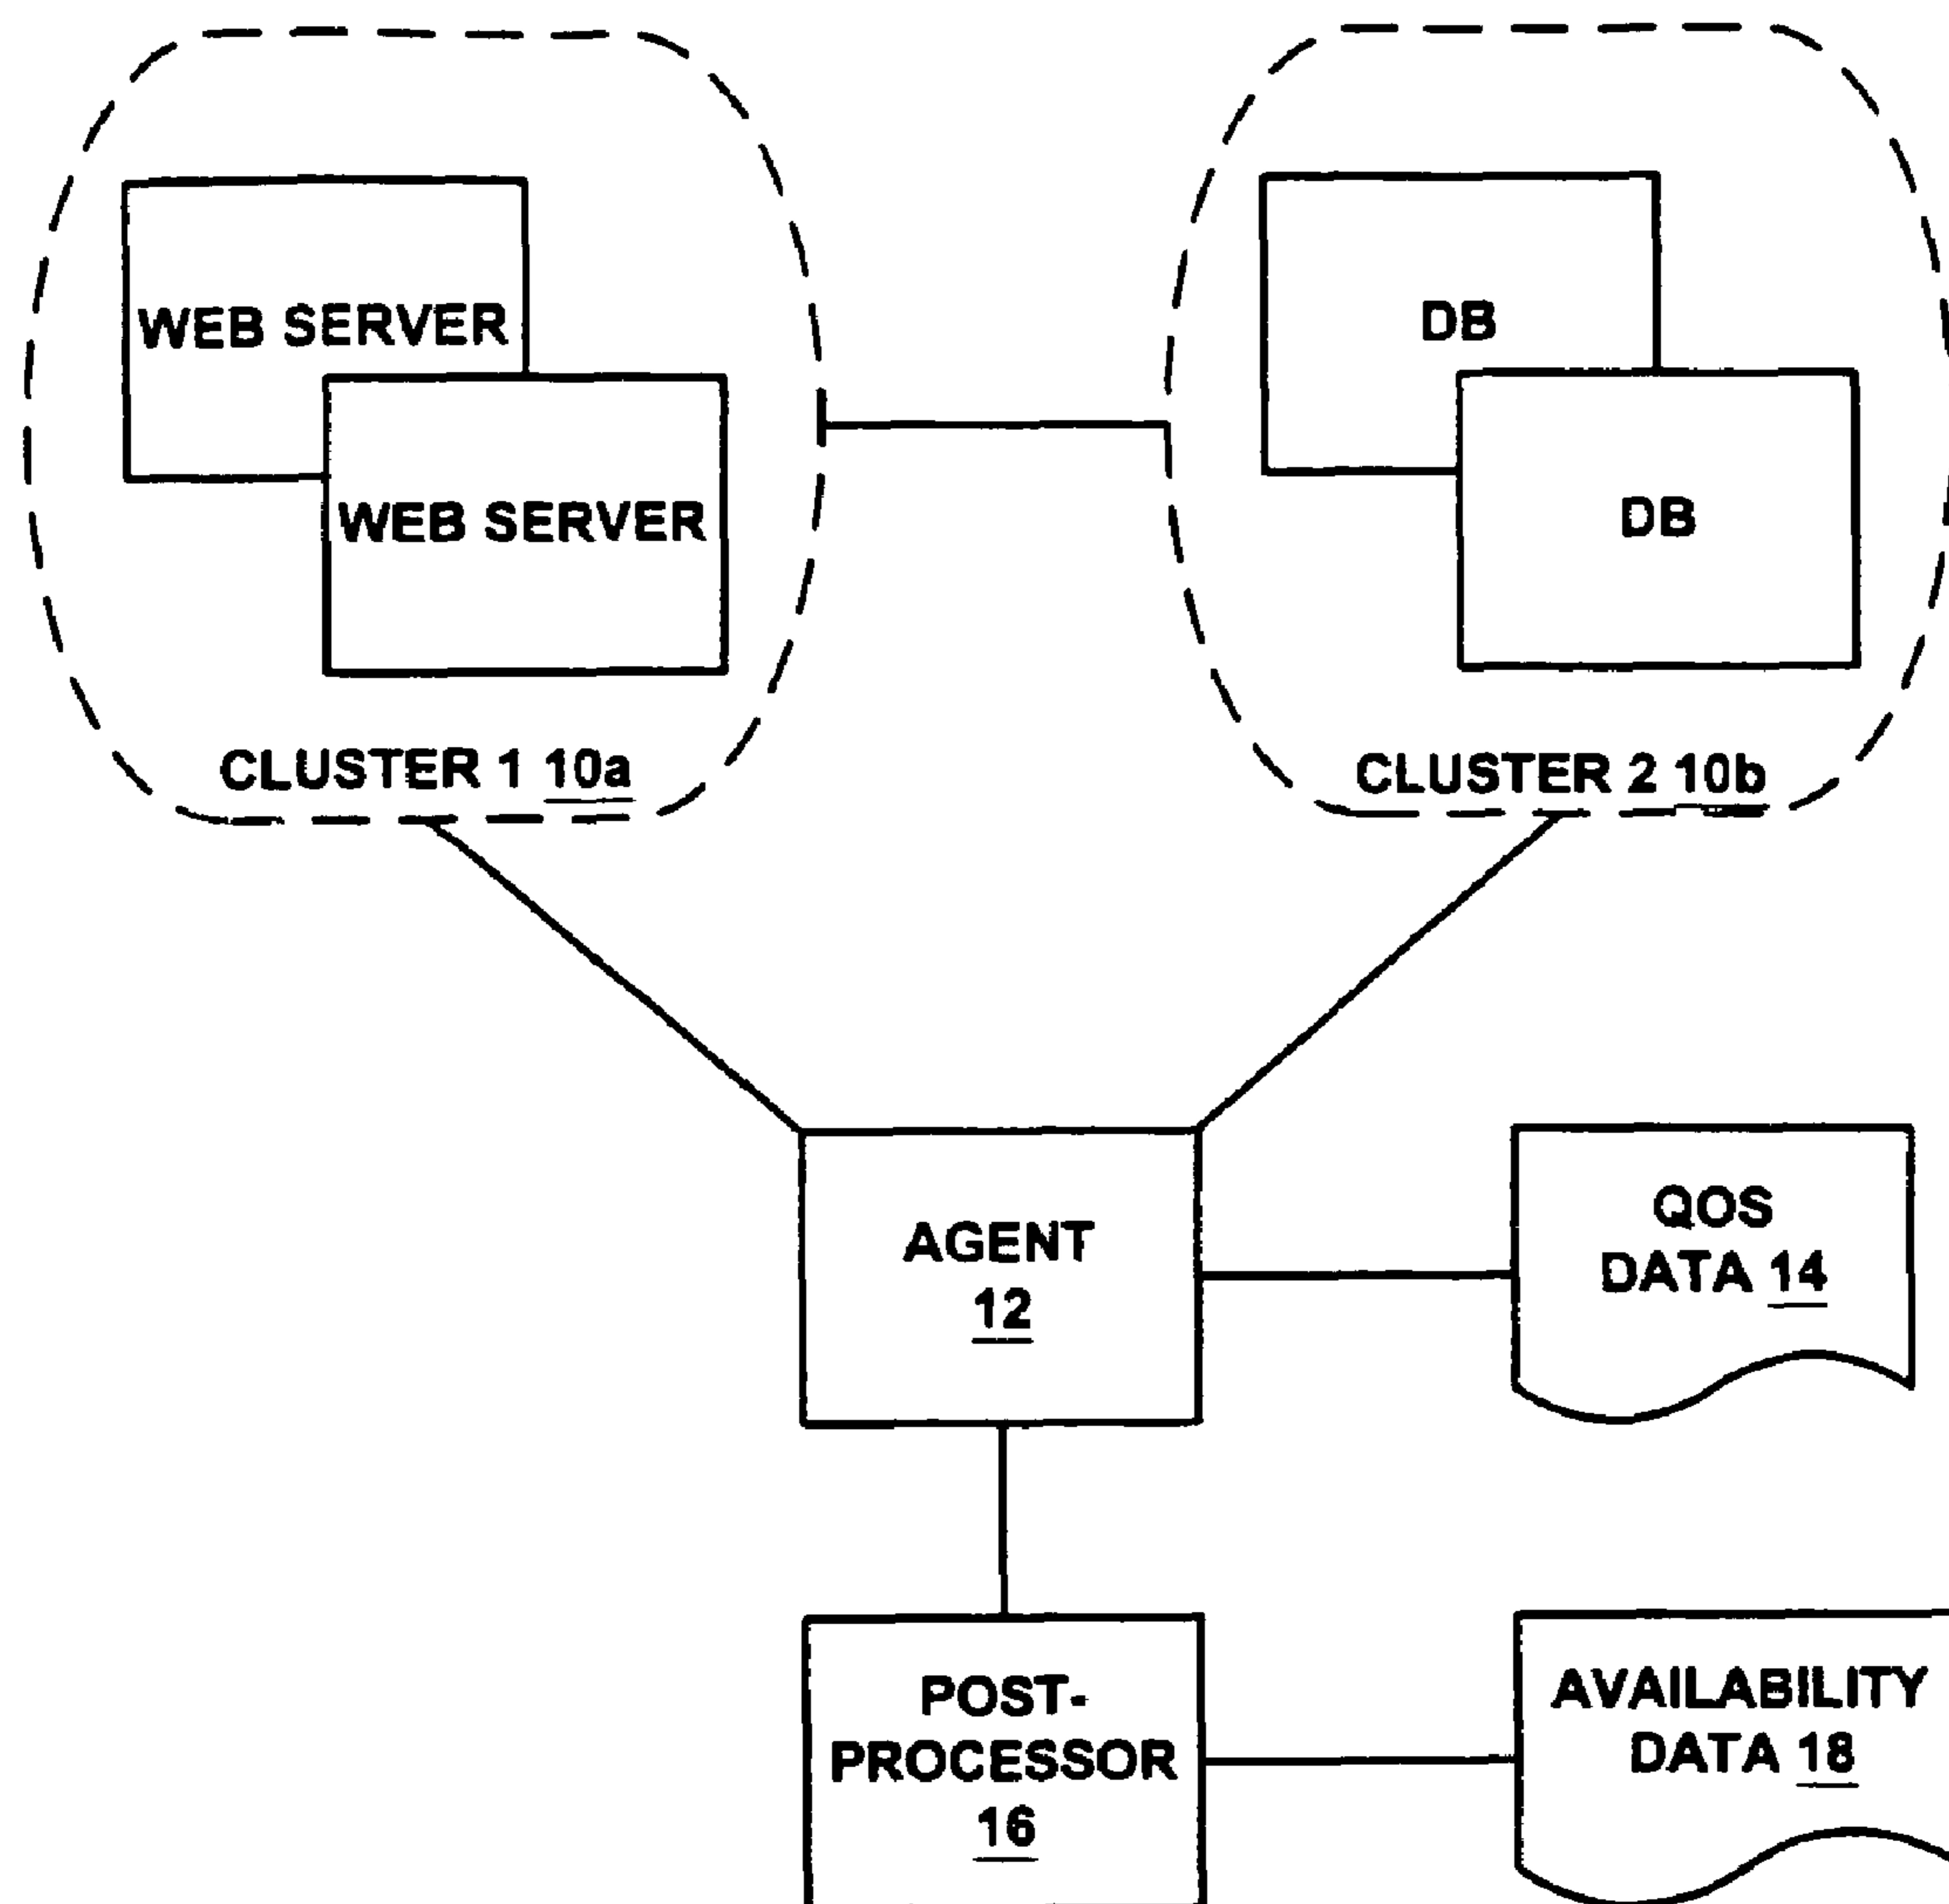 WEB SERVER
WEB SERVER
CLUSTER 1 10a
DB
DB
CLUSTER 2 10b
AGENT
12
QOS
DATA 14
POST-
PROCESSOR
16
AVAILABILITY
DATA 18